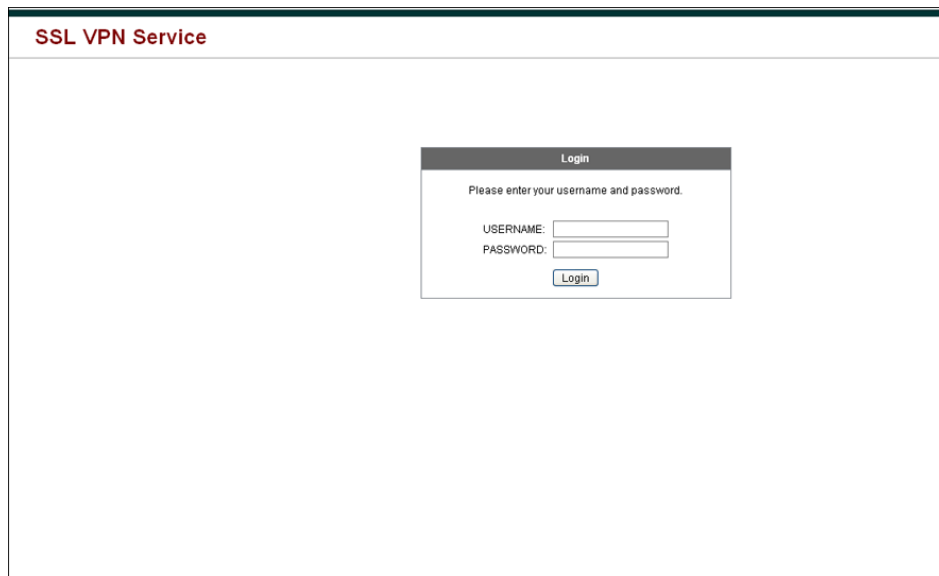 SSL VPN Service
Login
Please enter your username and password.
USERNAME:
PASSWORD:
Login